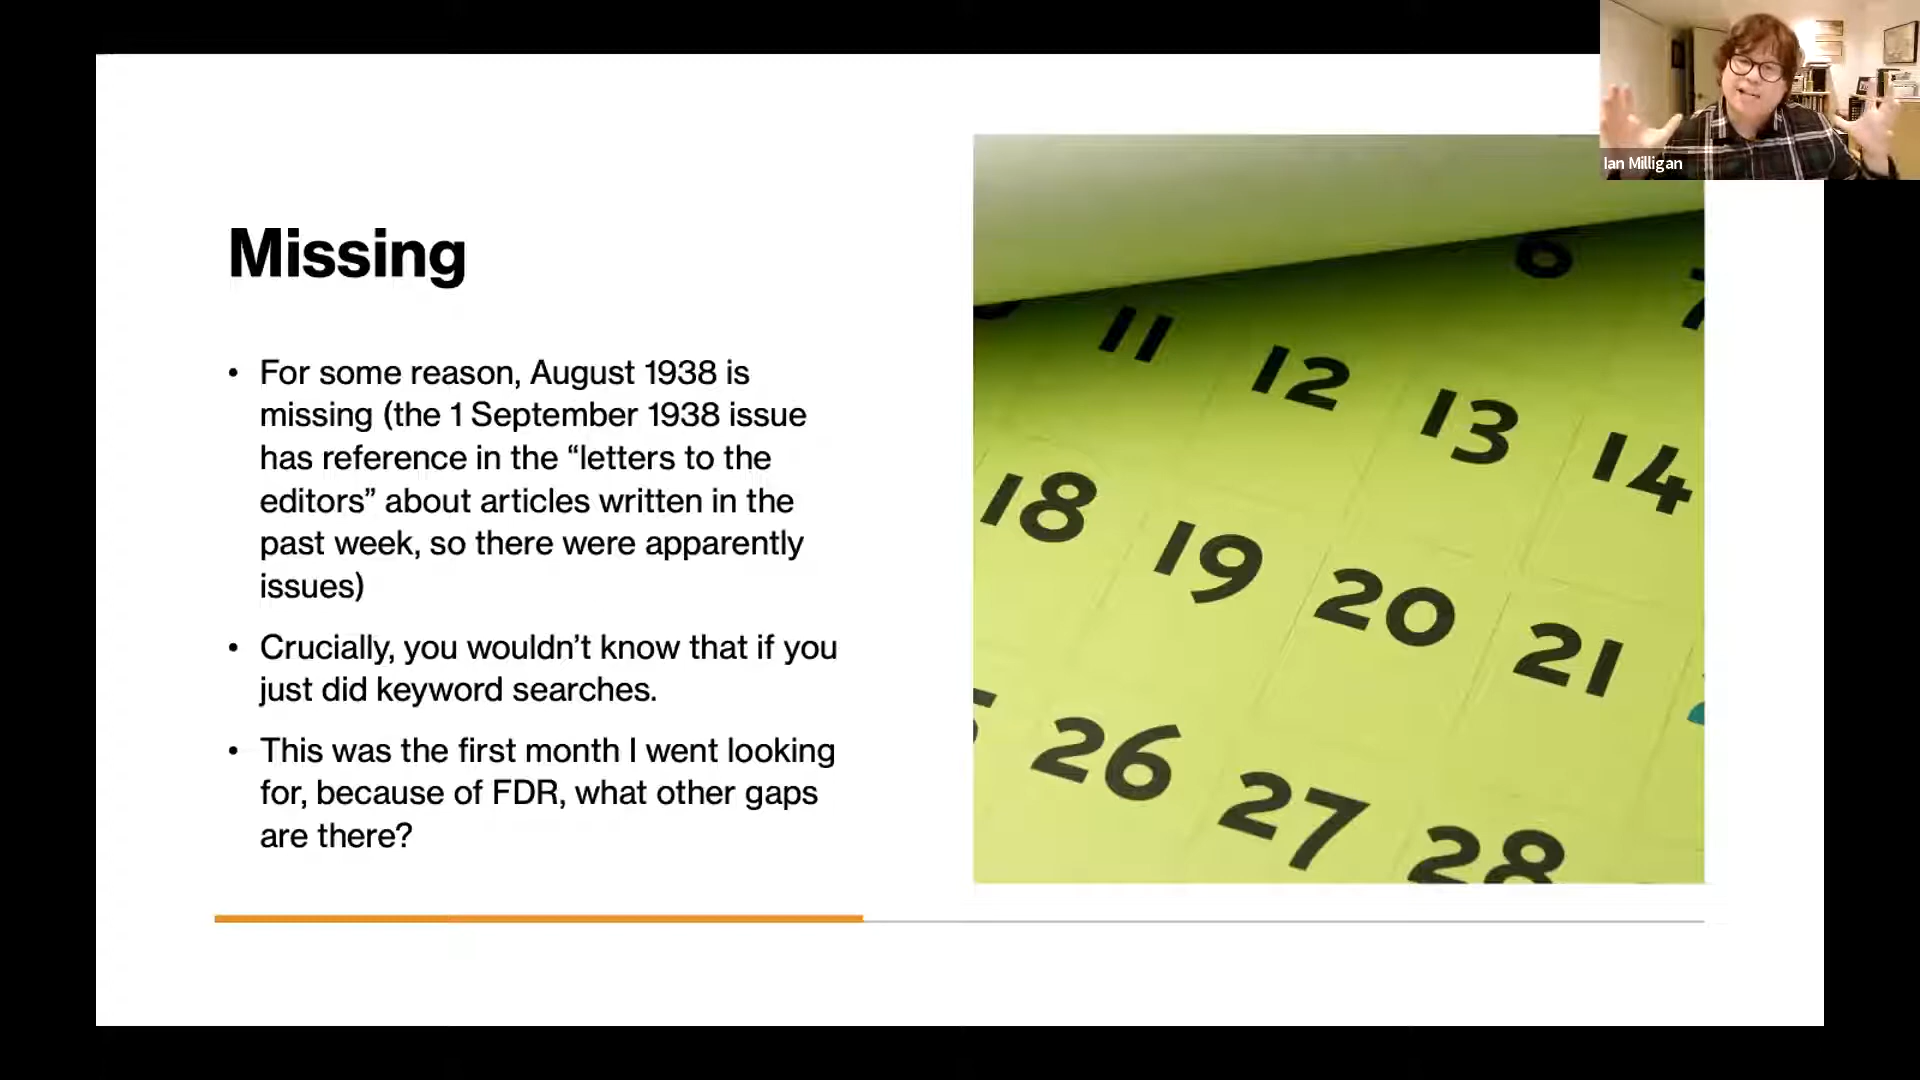 Ian Milligan
Missing
• For some reason, August 1938 is
missing (the 1 September 1938 issue
has reference in the “letters to the
editors” about articles written in the
past week, so there were apparently
issues)
• Crucially, you wouldn’t know that if you
just did keyword searches.
• This was the first month I went looking
for, because of FDR, what other gaps
are there?
6 7
11 12 13 14
18 19 20 21
26 27 28